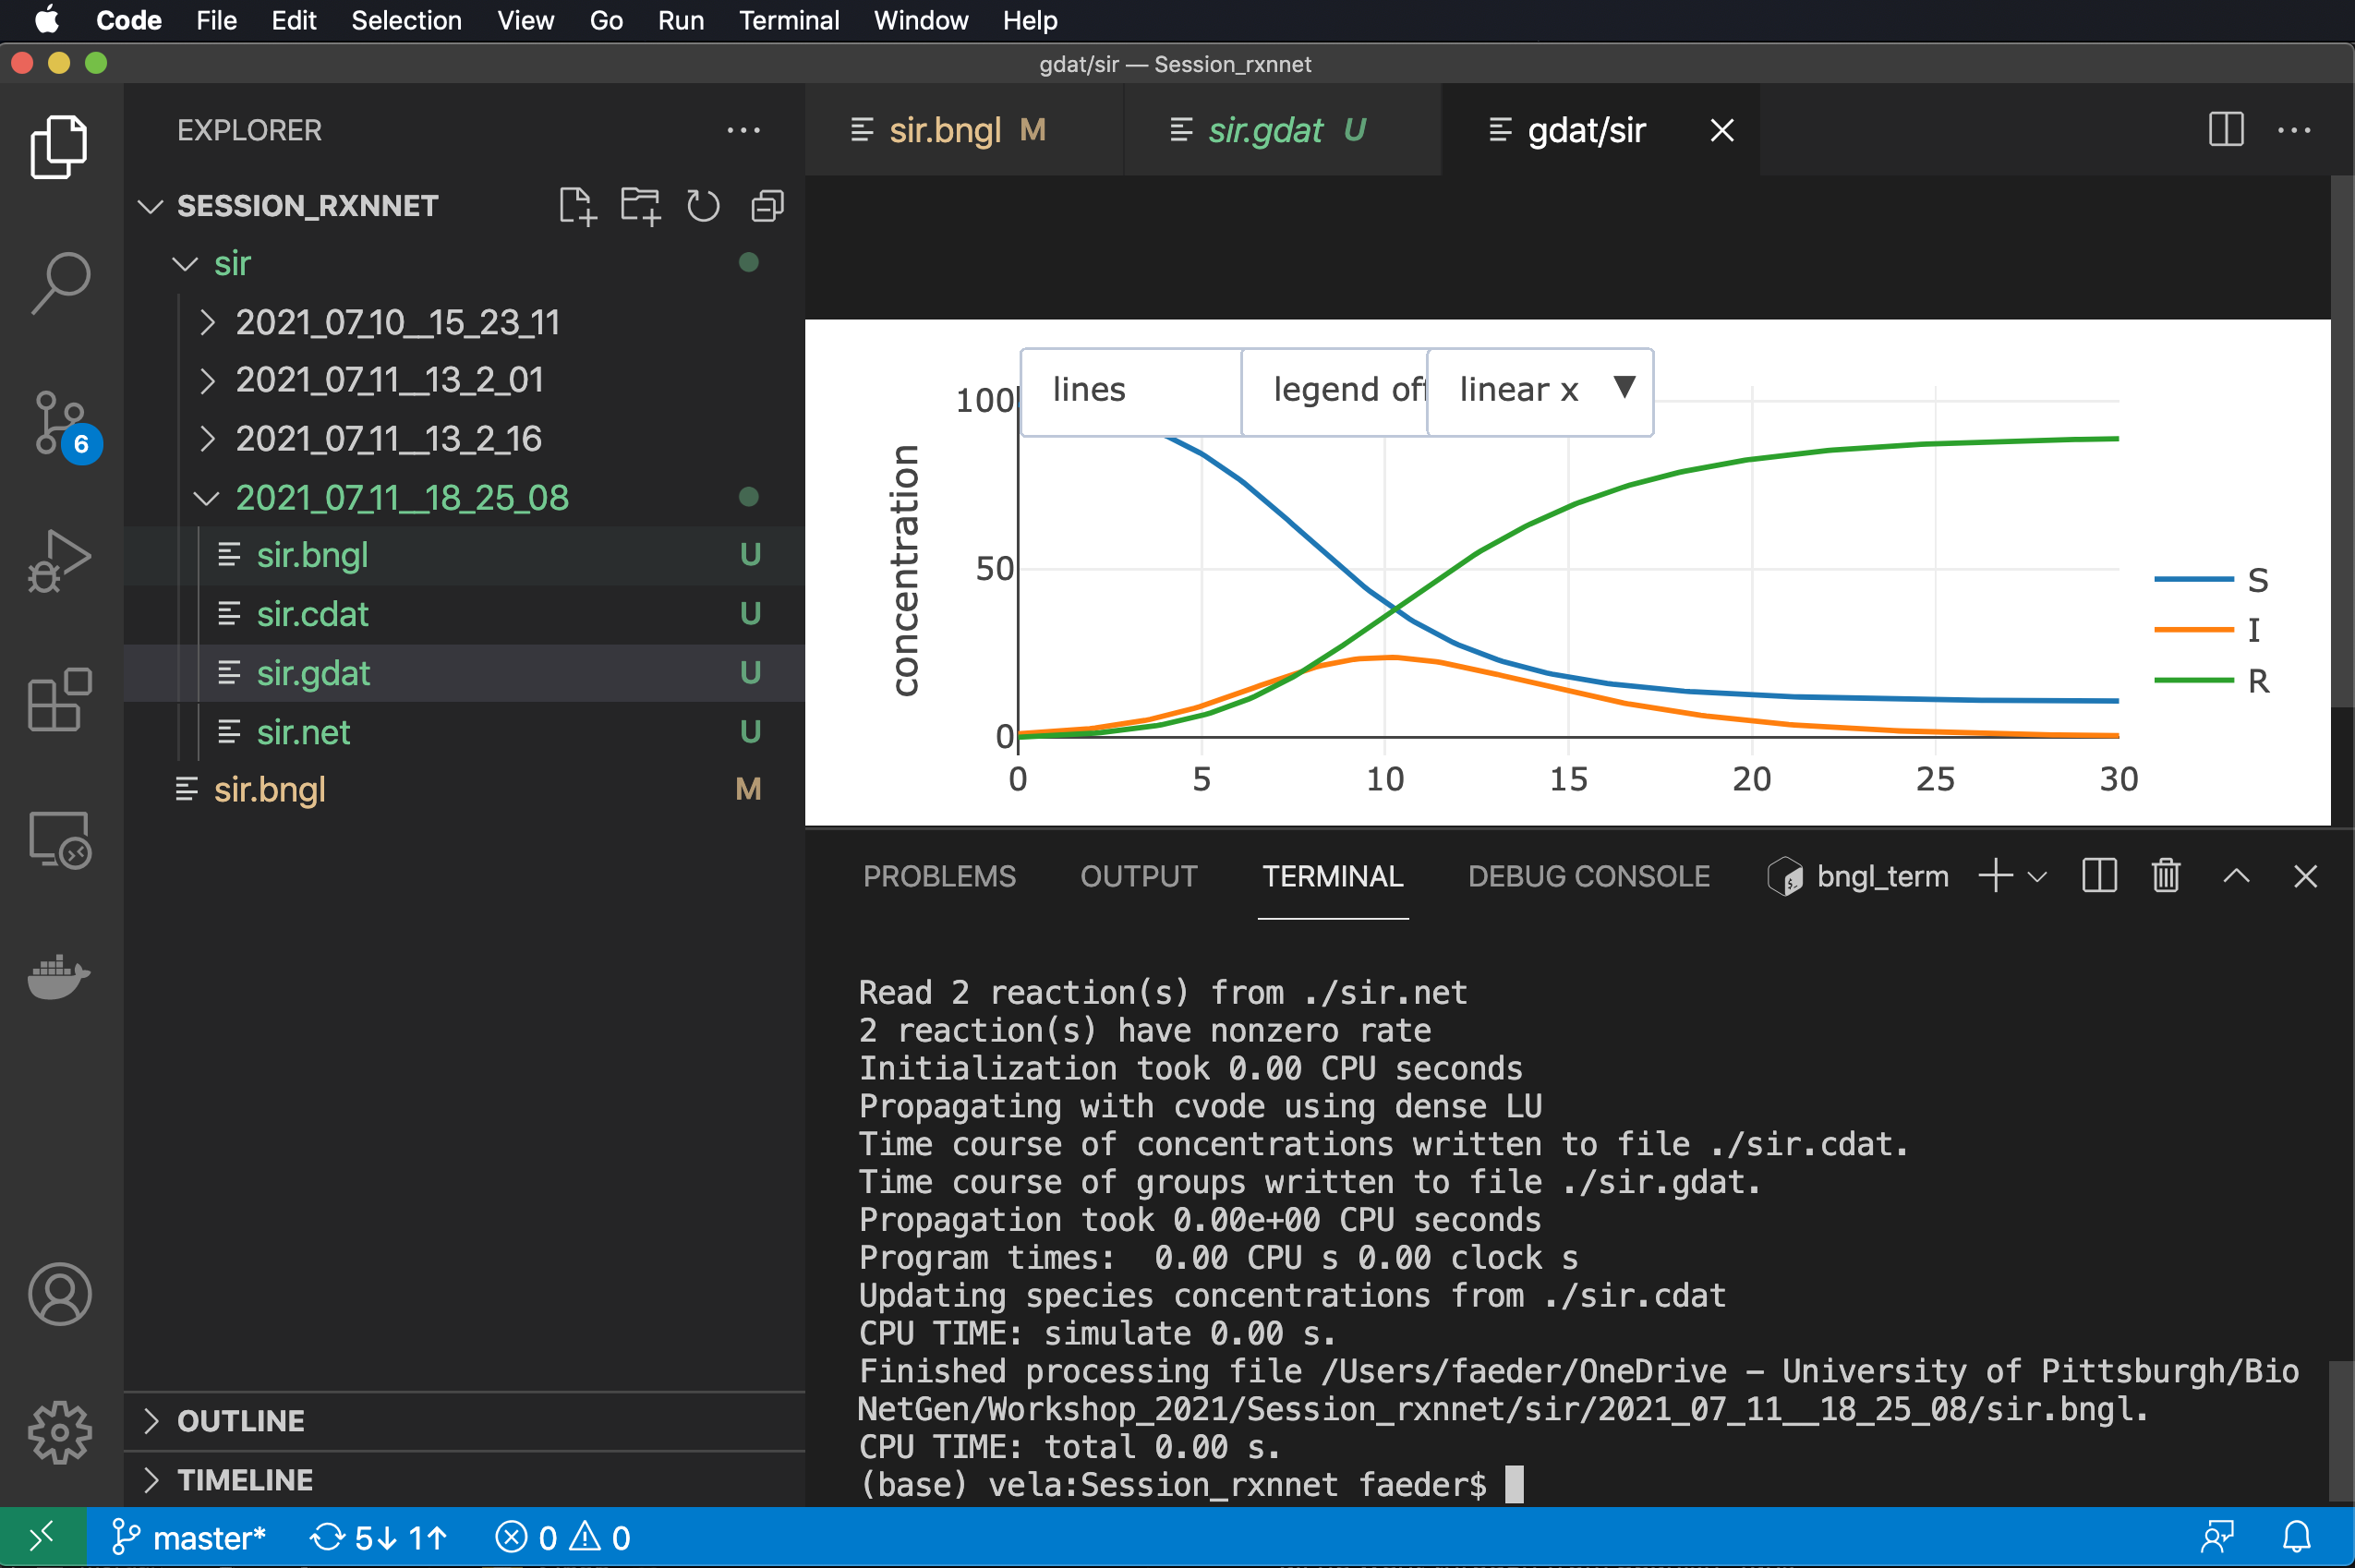 Code File Edit Selection View Go Run Terminal Window Help
gdat/sir — Session_rxnnet
EXPLORER
SESSION_RXNNET
sir
2021_07_10__15_23_11
2021_07_11__13_2_01
2021_07_11__13_2_16
2021_07_11__18_25_08
sir.bngl U
sir.cdat U
sir.gdat U
sir.net U
sir.bngl M
OUTLINE
TIMELINE
6
sir.bngl M
sir.gdat U
gdat/sir
lines
legend off
linear x ▼
concentration
100
50
0
0 5 10 15 20 25 30
S
I
R
PROBLEMS OUTPUT TERMINAL DEBUG CONSOLE bngl_term
Read 2 reaction(s) from ./sir.net
2 reaction(s) have nonzero rate
Initialization took 0.00 CPU seconds
Propagating with cvode using dense LU
Time course of concentrations written to file ./sir.cdat.
Time course of groups written to file ./sir.gdat.
Propagation took 0.00e+00 CPU seconds
Program times:  0.00 CPU s 0.00 clock s
Updating species concentrations from ./sir.cdat
CPU TIME: simulate 0.00 s.
Finished processing file /Users/faeder/OneDrive – University of Pittsburgh/Bio
NetGen/Workshop_2021/Session_rxnnet/sir/2021_07_11__18_25_08/sir.bngl.
CPU TIME: total 0.00 s.
(base) vela:Session_rxnnet faeder$
master* 5↓ 1↑ 0 0